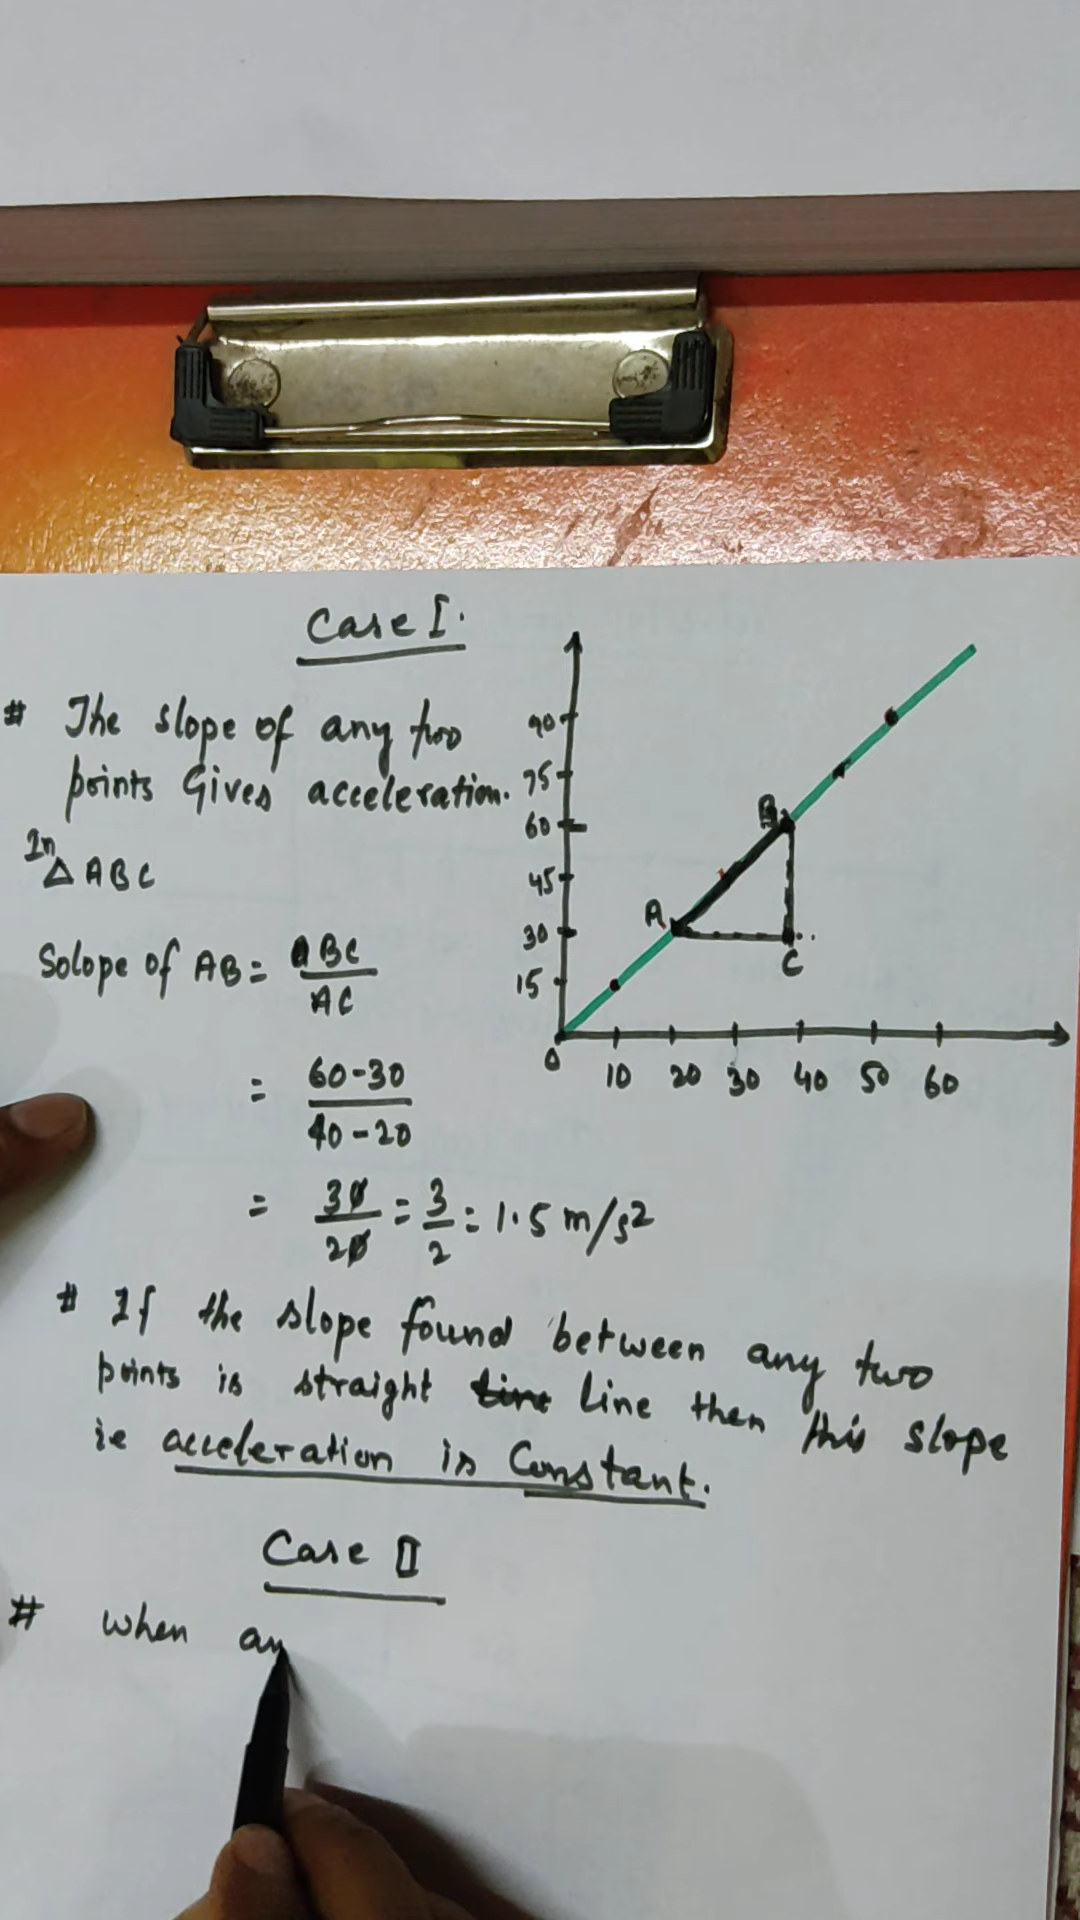 Case I.
# The slope of any two
points Gives acceleration.
In
△ ABC
Solope of AB = BC
AC
= 60-30
40-20
= 30 = 3 = 1.5 m/s²
20 2
90
75
60
45
30
15
0
10 20 30 40 50 60
A
B
C
# If the slope found between any two
points is straight line Line then this slope
ie acceleration is Constant.
Case II
# when an